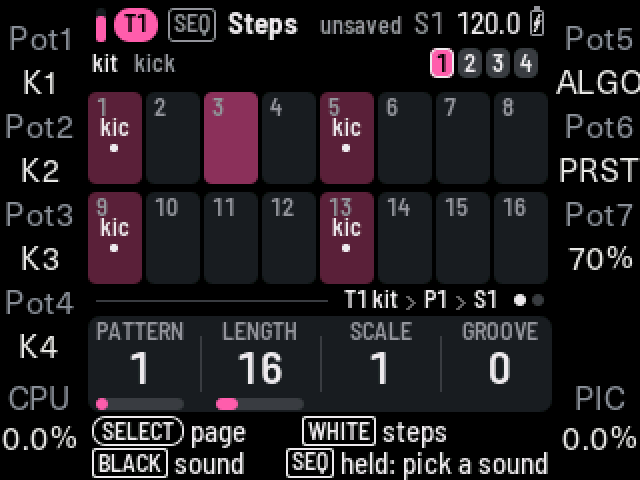 Pot1
K1
Pot2
K2
Pot3
K3
Pot4
K4
CPU
0.0%
T1 SEQ Steps unsaved S1 120.0
kit kick 1 2 3 4
1 2 3 4 5 6 7 8
kic kic
9 10 11 12 13 14 15 16
kic kic
T1 kit > P1 > S1
PATTERN LENGTH SCALE GROOVE
1 16 1 0
SELECT page WHITE steps
BLACK sound SEQ held: pick a sound
Pot5
ALGO
Pot6
PRST
Pot7
70%
PIC
0.0%